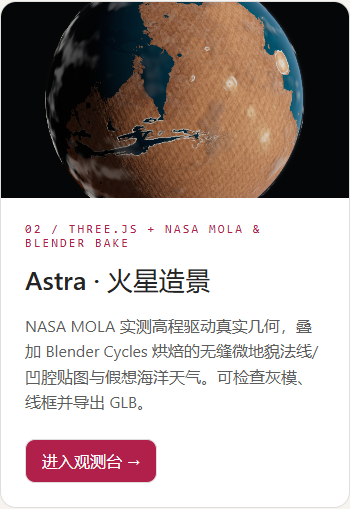 02 / THREE.JS + NASA MOLA &
BLENDER BAKE
Astra · 火星造景
NASA MOLA 实测高程驱动真实几何，叠
加 Blender Cycles 烘焙的无缝微地貌法线/
凹腔贴图与假想海洋天气。可检查灰模、
线框并导出 GLB。
进入观测台 →